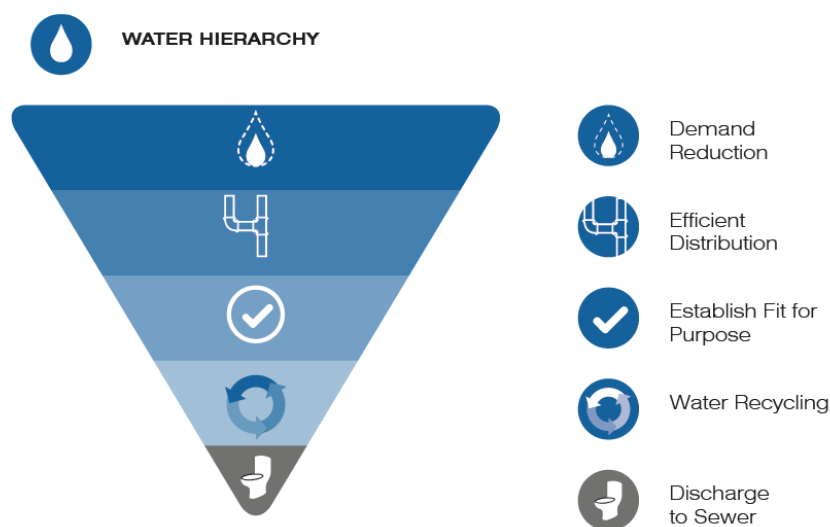 WATER HIERARCHY
Demand
Reduction
Efficient
Distribution
Establish Fit for
Purpose
Water Recycling
Discharge
to Sewer